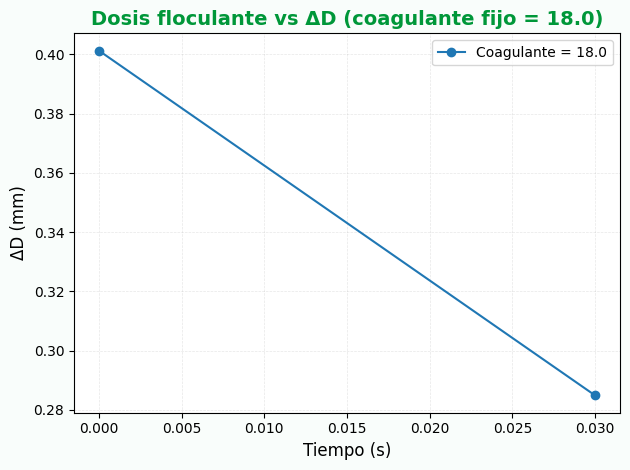 Dosis floculante vs ΔD (coagulante fijo = 18.0)
Coagulante = 18.0
ΔD (mm)
0.40
0.38
0.36
0.34
0.32
0.30
0.28
0.000 0.005 0.010 0.015 0.020 0.025 0.030
Tiempo (s)